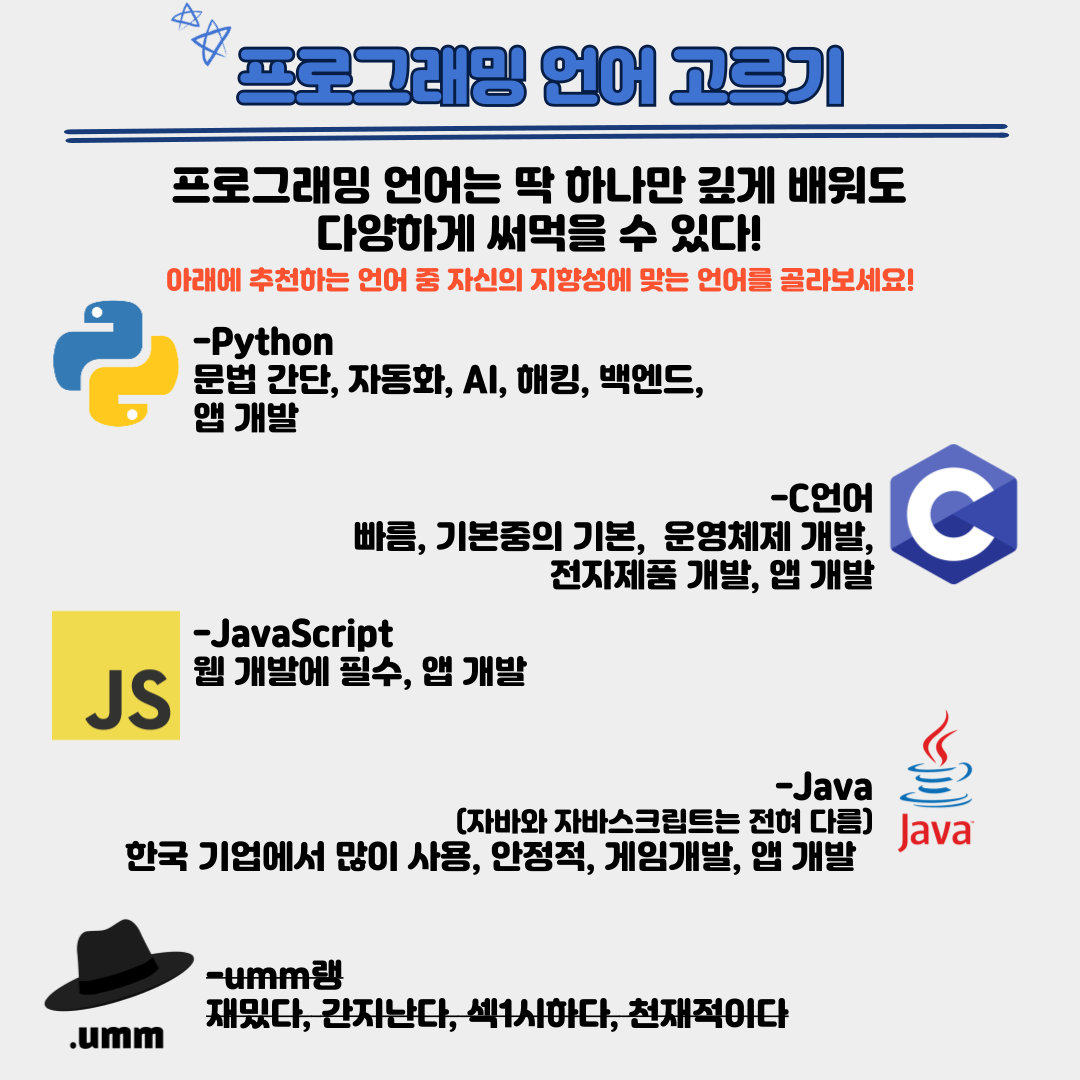 프로그래밍 언어 고르기
프로그래밍 언어는 딱 하나만 깊게 배워도
다양하게 써먹을 수 있다!
아래에 추천하는 언어 중 자신의 지향성에 맞는 언어를 골라보세요!
-Python
문법 간단, 자동화, AI, 해킹, 백엔드,
앱 개발
-C언어
빠름, 기본중의 기본, 운영체제 개발,
전자제품 개발, 앱 개발
C
-JavaScript
웹 개발에 필수, 앱 개발
JS
-Java
(자바와 자바스크립트는 전혀 다름)
한국 기업에서 많이 사용, 안정적, 게임개발, 앱 개발
Java
-umm랭
재밌다, 간지난다, 섹1시하다, 천재적이다
.umm